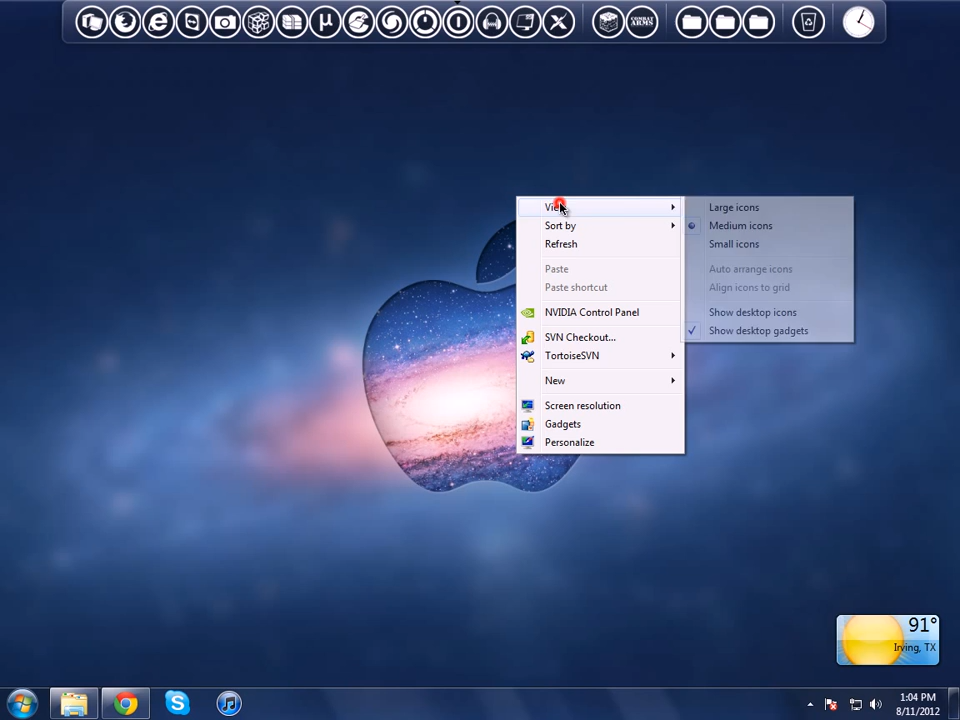 COMBAT
ARMS
View
Sort by
Refresh
Paste
Paste shortcut
NVIDIA Control Panel
SVN Checkout...
TortoiseSVN
New
Screen resolution
Gadgets
Personalize
Large icons
Medium icons
Small icons
Auto arrange icons
Align icons to grid
Show desktop icons
Show desktop gadgets
91°
Irving, TX
1:04 PM
8/11/2012